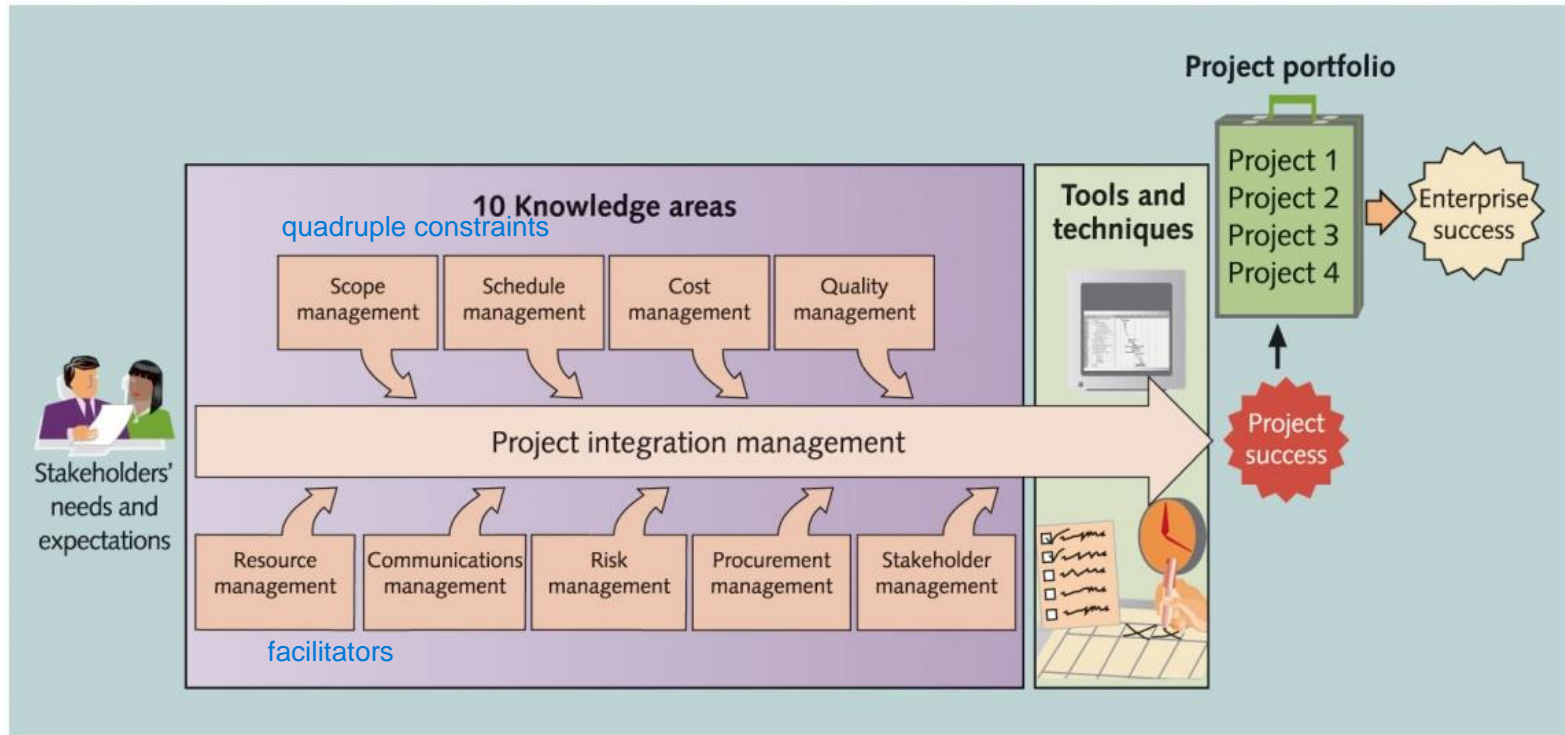 Project portfolio
Project 1
Project 2
Project 3
Project 4
Enterprise
success
10 Knowledge areas
quadruple constraints
Tools and
techniques
Scope
management
Schedule
management
Cost
management
Quality
management
Stakeholders'
needs and
expectations
Project integration management
Project
success
Resource
management
Communications
management
Risk
management
Procurement
management
Stakeholder
management
facilitators